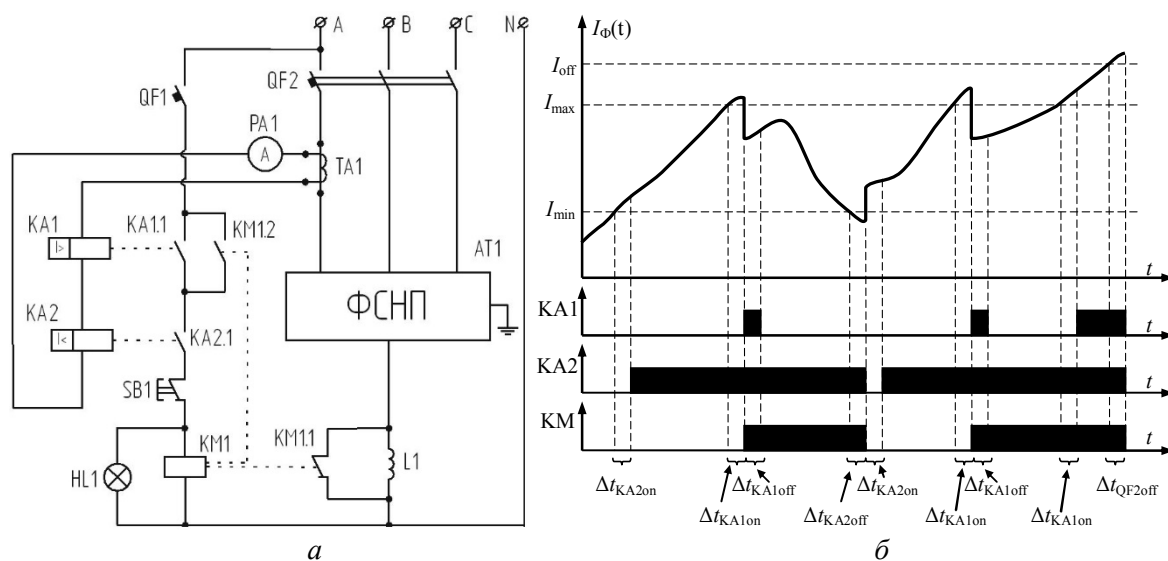 A
B
C
N
QF2
QF1
PA1
A
TA1
KA1
I>
KA1.1
KM1.2
AT1
ФСНП
KA2
I<
KA2.1
SB1
HL1
KM1
KM1.1
L1
а
IФ(t)
Ioff
Imax
Imin
t
KA1
t
KA2
t
KM
t
ΔtKA2on
ΔtKA1off
ΔtKA2on
ΔtKA1off
ΔtQF2off
ΔtKA1on
ΔtKA2off
ΔtKA1on
ΔtKA1on
б